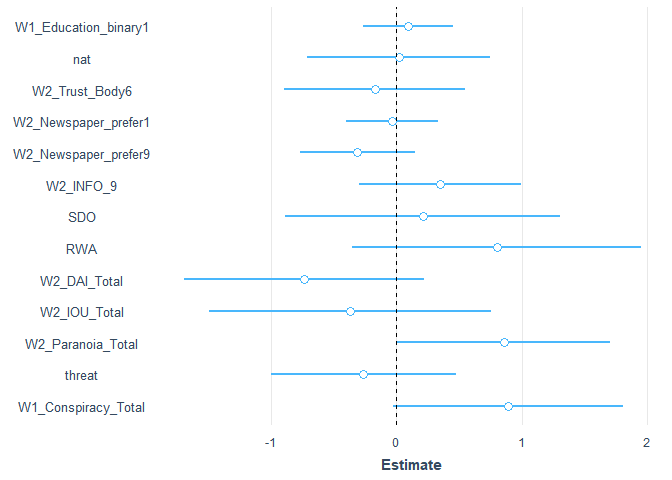 W1_Education_binary1
nat
W2_Trust_Body6
W2_Newspaper_prefer1
W2_Newspaper_prefer9
W2_INFO_9
SDO
RWA
W2_DAI_Total
W2_IOU_Total
W2_Paranoia_Total
threat
W1_Conspiracy_Total
-1 0 1 2
Estimate